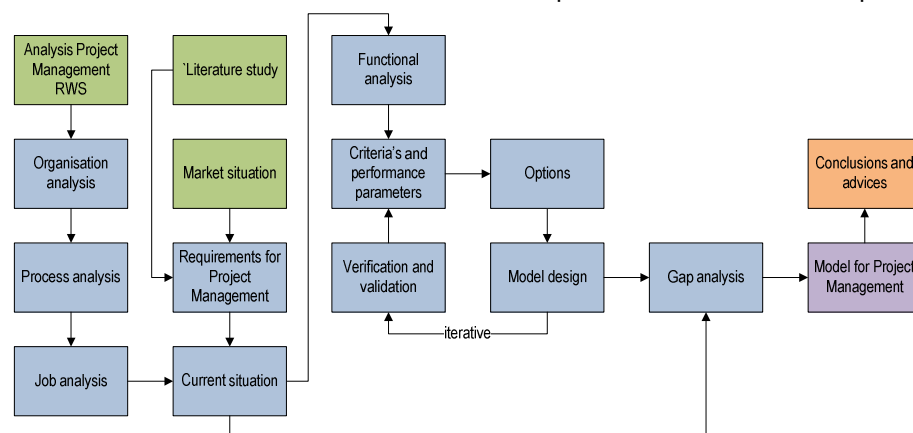 Analysis Project
Management
RWS
`Literature study
Functional
analysis
Organisation
analysis
Market situation
Criteria's and
performance
parameters
Options
Conclusions and
advices
Process analysis
Requirements for
Project
Management
Verification and
validation
Model design
Gap analysis
Model for Project
Management
iterative
Job analysis
Current situation